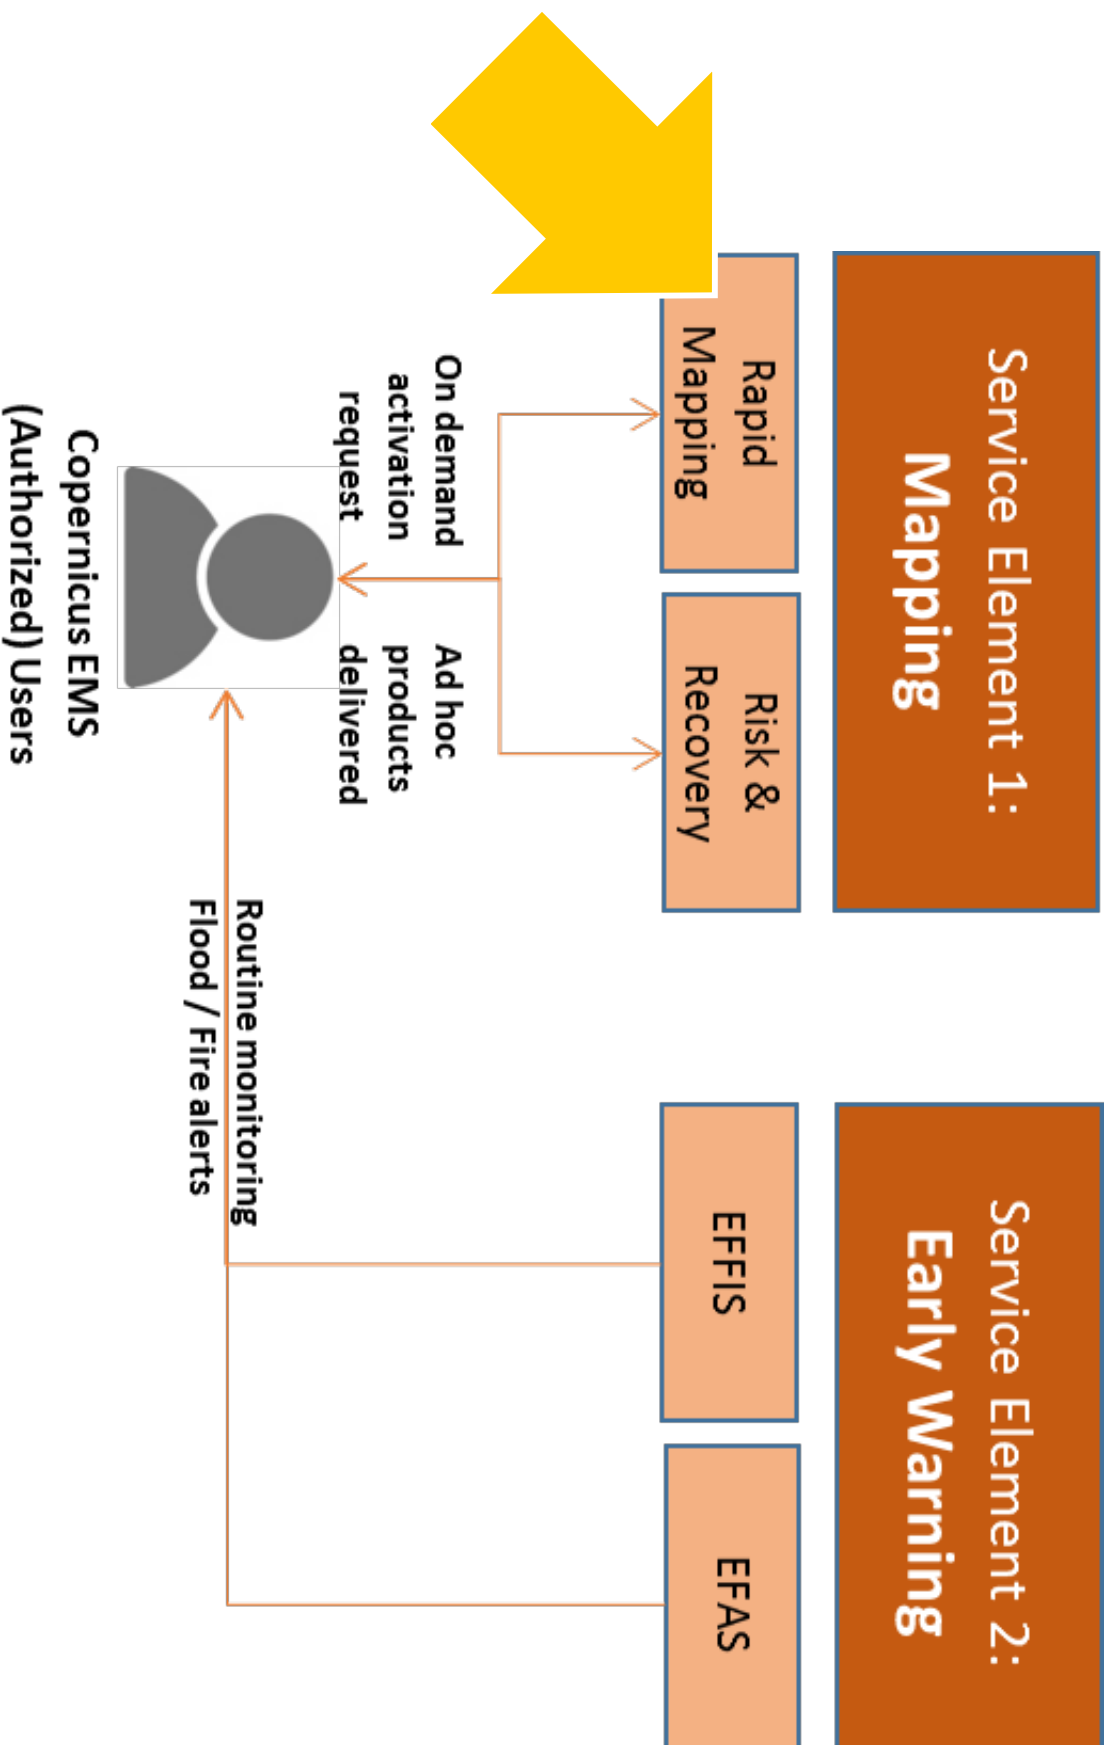 Service Element 1:
Mapping
Service Element 2:
Early Warning
Rapid
Mapping
Risk &
Recovery
EFFIS
EFAS
On demand
activation
request
Ad hoc
products
delivered
Routine monitoring
Flood / Fire alerts
Copernicus EMS
(Authorized) Users